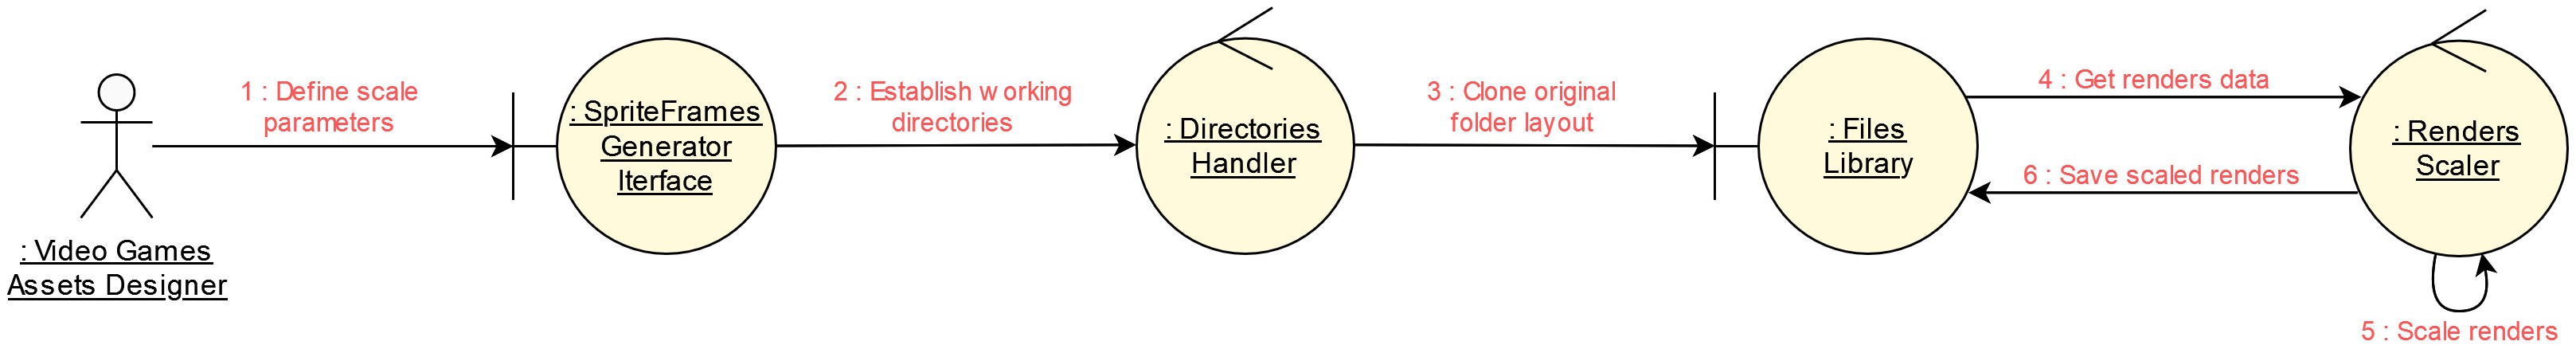 1 : Define scale
parameters
: SpriteFrames
Generator
Iterface
: Video Games
Assets Designer
2 : Establish w orking
directories
: Directories
Handler
3 : Clone original
folder layout
: Files
Library
4 : Get renders data
6 : Save scaled renders
: Renders
Scaler
5 : Scale renders